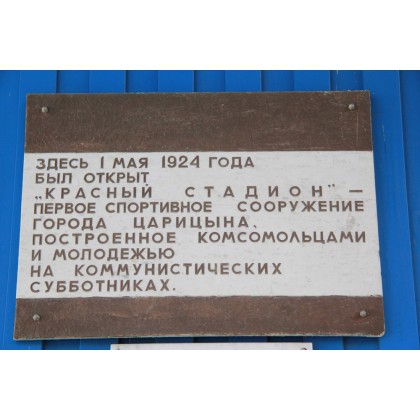 ЗДЕСЬ 1 МАЯ 1924 ГОДА
БЫЛ ОТКРЫТ
„КРАСНЫЙ СТАДИОН" —
ПЕРВОЕ СПОРТИВНОЕ СООРУЖЕНИЕ
ГОРОДА ЦАРИЦЫНА,
ПОСТРОЕННОЕ КОМСОМОЛЬЦАМИ
И МОЛОДЕЖЬЮ
НА КОММУНИСТИЧЕСКИХ
СУББОТНИКАХ.